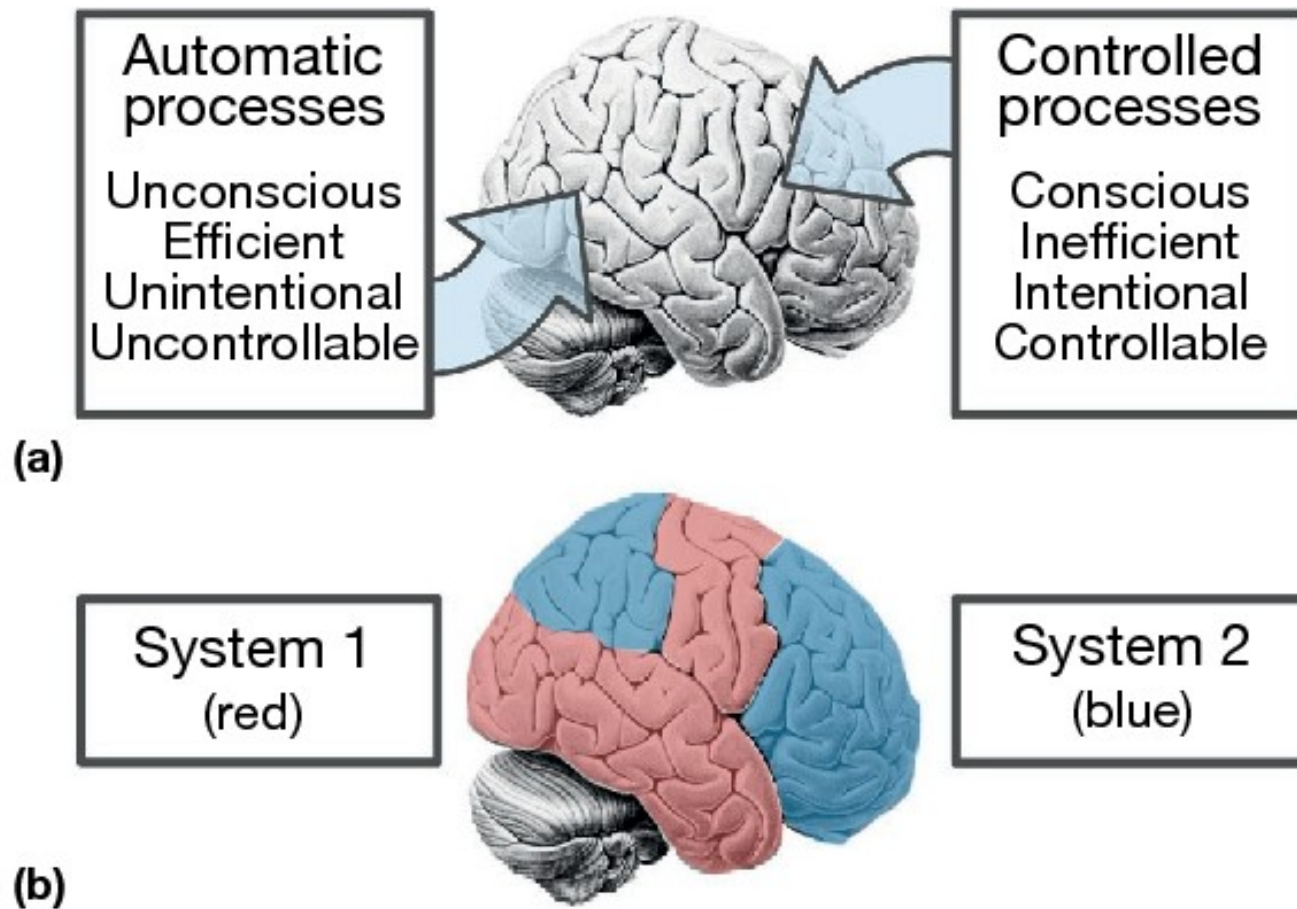 Automatic
processes
Unconscious
Efficient
Unintentional
Uncontrollable
Controlled
processes
Conscious
Inefficient
Intentional
Controllable
(a)
System 1
(red)
System 2
(blue)
(b)